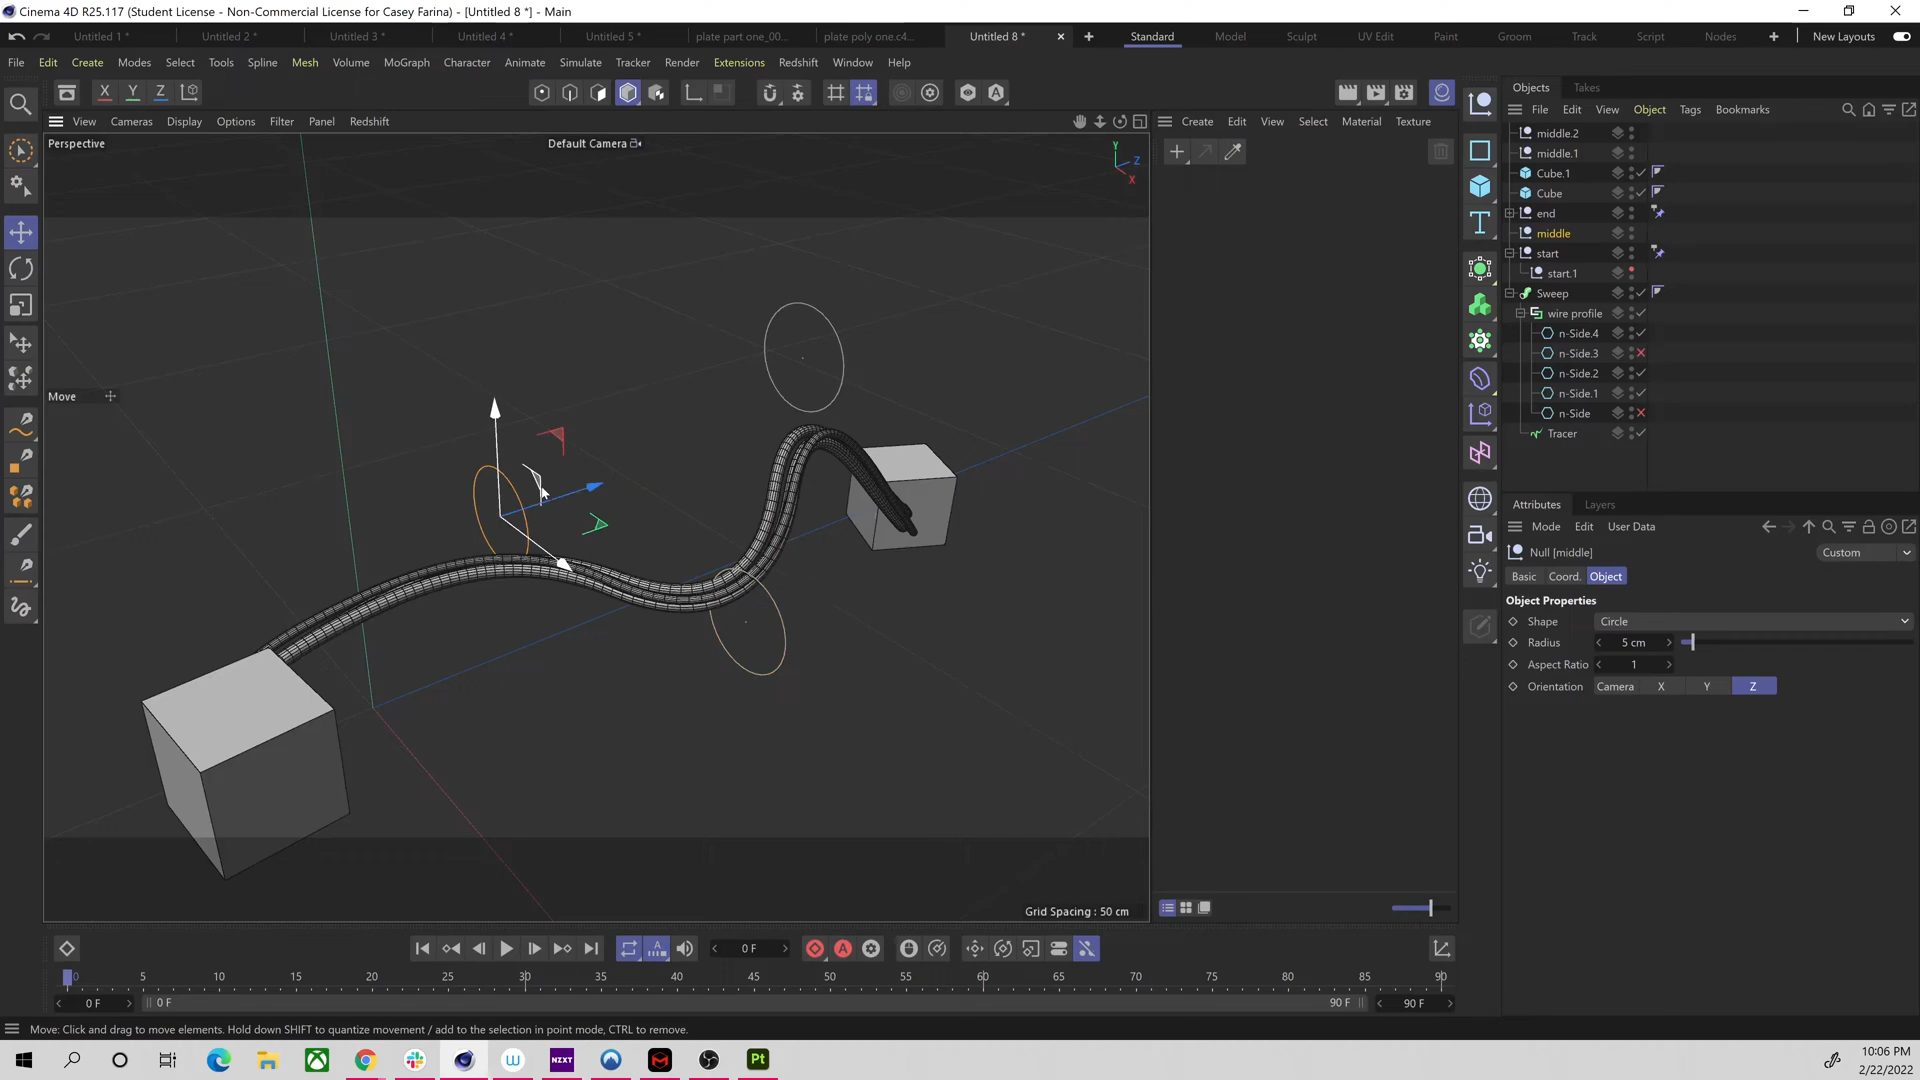 Cinema 4D R25.117 (Student License - Non-Commercial License for Casey Farina) - [Untitled 8 *] - Main
Untitled 1 * Untitled 2 * Untitled 3 * Untitled 4 * Untitled 5 * plate part one_00... plate poly one.c4... Untitled 8 * Standard Model Sculpt UV Edit Paint Groom Track Script Nodes New Layouts
File Edit Create Modes Select Tools Spline Mesh Volume MoGraph Character Animate Simulate Tracker Render Extensions Redshift Window Help
X Y Z
Objects Takes
File Edit View Object Tags Bookmarks
View Cameras Display Options Filter Panel Redshift
Create Edit View Select Material Texture
Perspective
Default Camera
Y
Z
X
middle.2
middle.1
Cube.1
Cube
end
middle
start
start.1
Sweep
wire profile
n-Side.4
n-Side.3
n-Side.2
n-Side.1
n-Side
Tracer
Move
Attributes Layers
Mode Edit User Data
Null [middle]
Custom
Basic Coord. Object
Object Properties
Shape Circle
Radius 5 cm
Aspect Ratio 1
Orientation Camera X Y Z
Grid Spacing : 50 cm
0 F
0 5 10 15 20 25 30 35 40 45 50 55 60 65 70 75 80 85 90
0 F 0 F 90 F 90 F
Move: Click and drag to move elements. Hold down SHIFT to quantize movement / add to the selection in point mode, CTRL to remove.
NZXT
Pt
10:06 PM
2/22/2022